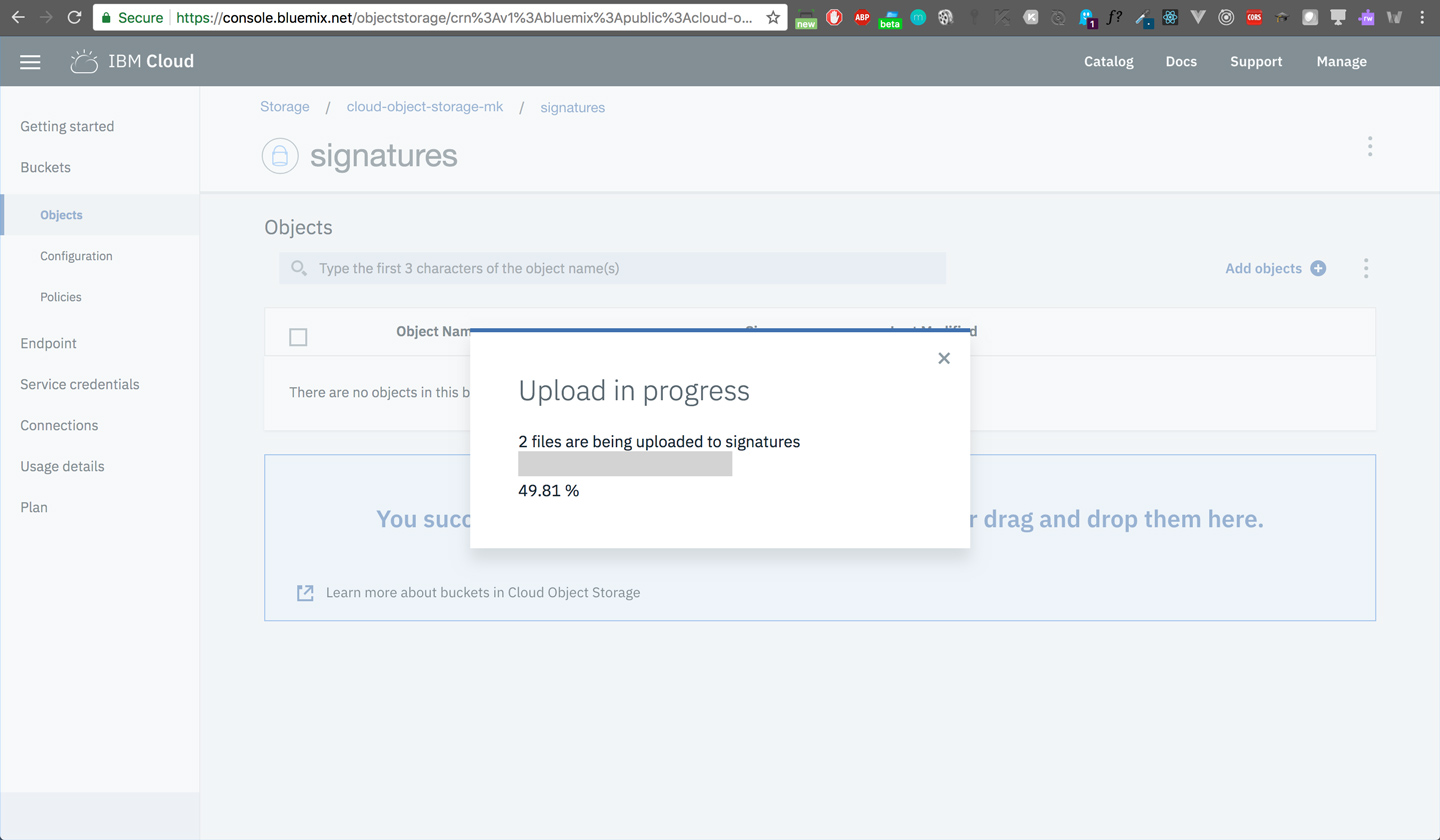 Secure https://console.bluemix.net/objectstorage/crn%3Av1%3Abluemix%3Apublic%3Acloud-o...
new
ABP
beta
m
K
1
f?
CORS
rw
IBM Cloud
Catalog Docs Support Manage
Getting started
Buckets
Objects
Configuration
Policies
Endpoint
Service credentials
Connections
Usage details
Plan
Storage / cloud-object-storage-mk / signatures
signatures
Objects
Type the first 3 characters of the object name(s)
Add objects
Object Nam
There are no objects in this b
Upload in progress
2 files are being uploaded to signatures
49.81 %
You succ
r drag and drop them here.
Learn more about buckets in Cloud Object Storage